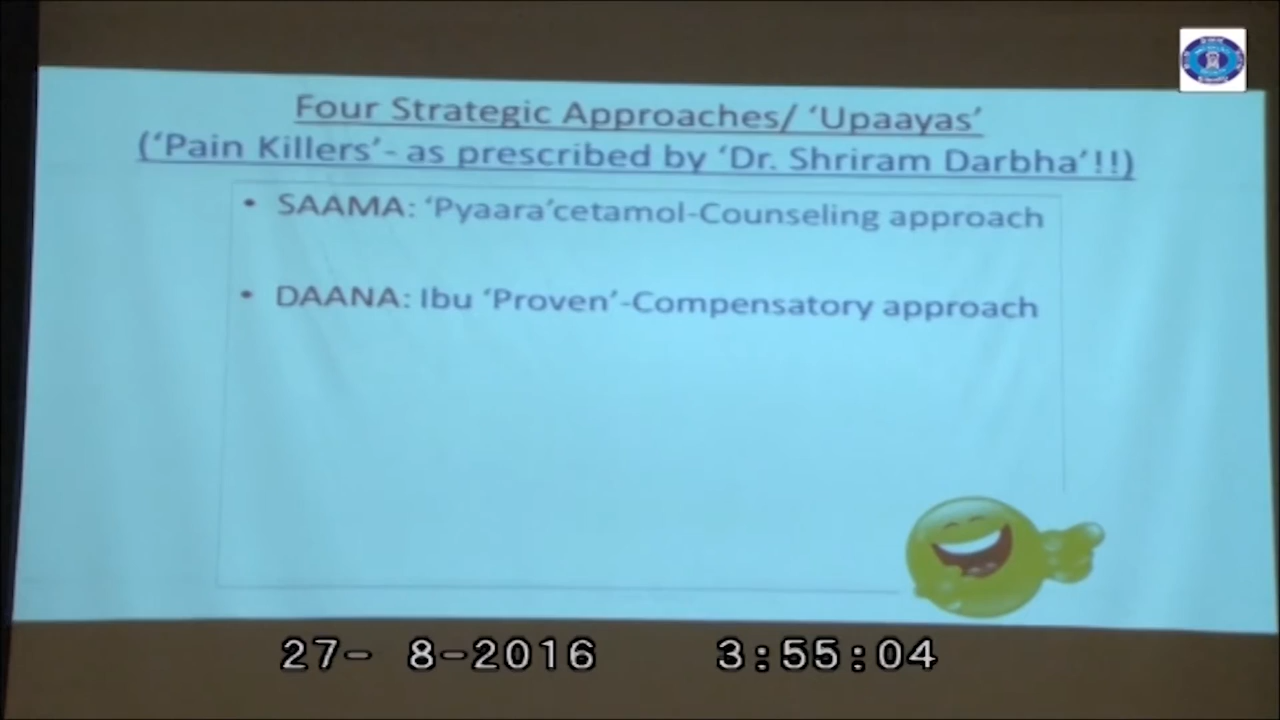 Four Strategic Approaches/ ‘Upaayas’
(‘Pain Killers’- as prescribed by ‘Dr. Shriram Darbha’!!)
• SAAMA: ‘Pyaara’cetamol-Counseling approach
• DAANA: Ibu ‘Proven’-Compensatory approach
27- 8-2016 3:55:04